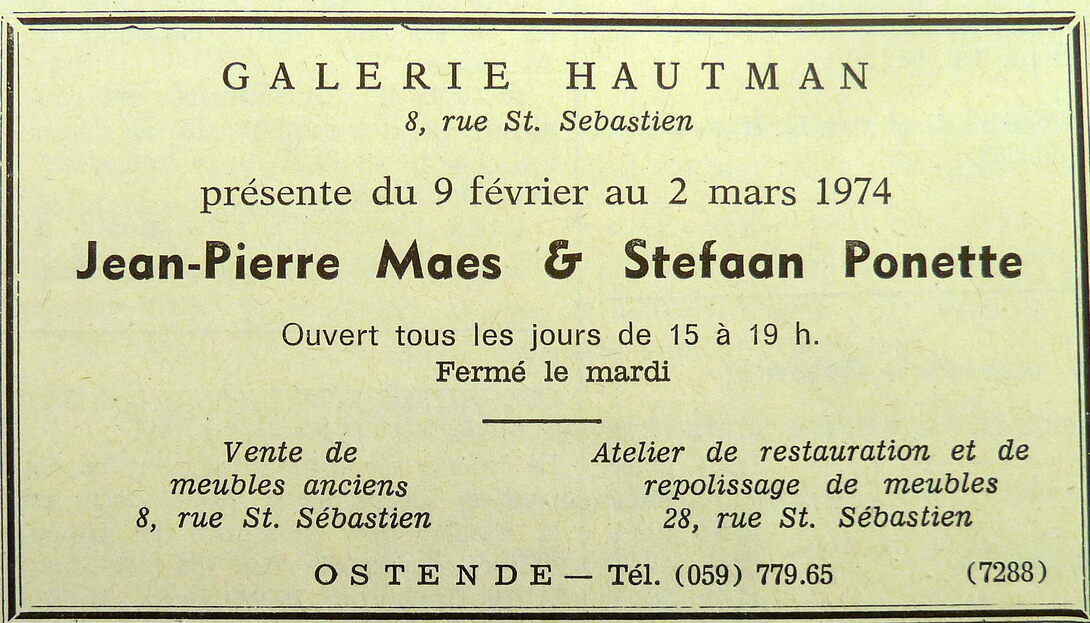 GALERIE HAUTMAN
8, rue St. Sebastien
présente du 9 février au 2 mars 1974
Jean-Pierre Maes & Stefaan Ponette
Ouvert tous les jours de 15 à 19 h.
Fermé le mardi
Vente de
meubles anciens
8, rue St. Sébastien
Atelier de restauration et de
repolissage de meubles
28, rue St. Sébastien
OSTENDE — Tél. (059) 779.65 (7288)